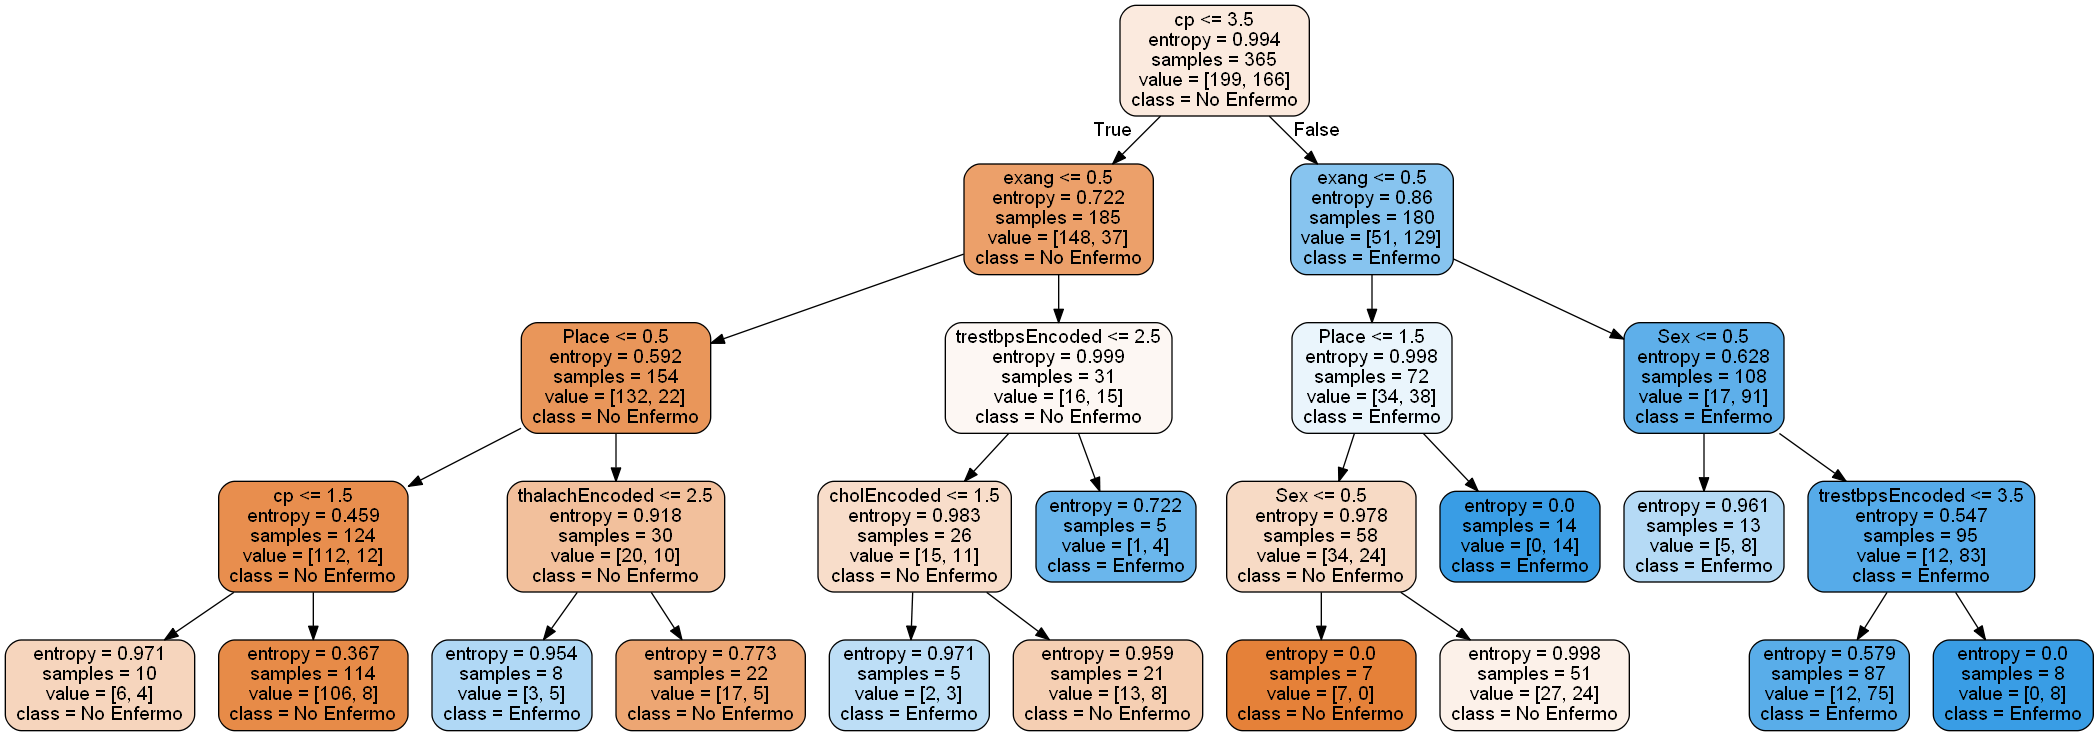 cp <= 3.5
entropy = 0.994
samples = 365
value = [199, 166]
class = No Enfermo
True
False
exang <= 0.5
entropy = 0.722
samples = 185
value = [148, 37]
class = No Enfermo
exang <= 0.5
entropy = 0.86
samples = 180
value = [51, 129]
class = Enfermo
Place <= 0.5
entropy = 0.592
samples = 154
value = [132, 22]
class = No Enfermo
trestbpsEncoded <= 2.5
entropy = 0.999
samples = 31
value = [16, 15]
class = No Enfermo
Place <= 1.5
entropy = 0.998
samples = 72
value = [34, 38]
class = Enfermo
Sex <= 0.5
entropy = 0.628
samples = 108
value = [17, 91]
class = Enfermo
cp <= 1.5
entropy = 0.459
samples = 124
value = [112, 12]
class = No Enfermo
thalachEncoded <= 2.5
entropy = 0.918
samples = 30
value = [20, 10]
class = No Enfermo
cholEncoded <= 1.5
entropy = 0.983
samples = 26
value = [15, 11]
class = No Enfermo
entropy = 0.722
samples = 5
value = [1, 4]
class = Enfermo
Sex <= 0.5
entropy = 0.978
samples = 58
value = [34, 24]
class = No Enfermo
entropy = 0.0
samples = 14
value = [0, 14]
class = Enfermo
entropy = 0.961
samples = 13
value = [5, 8]
class = Enfermo
trestbpsEncoded <= 3.5
entropy = 0.547
samples = 95
value = [12, 83]
class = Enfermo
entropy = 0.971
samples = 10
value = [6, 4]
class = No Enfermo
entropy = 0.367
samples = 114
value = [106, 8]
class = No Enfermo
entropy = 0.954
samples = 8
value = [3, 5]
class = Enfermo
entropy = 0.773
samples = 22
value = [17, 5]
class = No Enfermo
entropy = 0.971
samples = 5
value = [2, 3]
class = Enfermo
entropy = 0.959
samples = 21
value = [13, 8]
class = No Enfermo
entropy = 0.0
samples = 7
value = [7, 0]
class = No Enfermo
entropy = 0.998
samples = 51
value = [27, 24]
class = No Enfermo
entropy = 0.579
samples = 87
value = [12, 75]
class = Enfermo
entropy = 0.0
samples = 8
value = [0, 8]
class = Enfermo